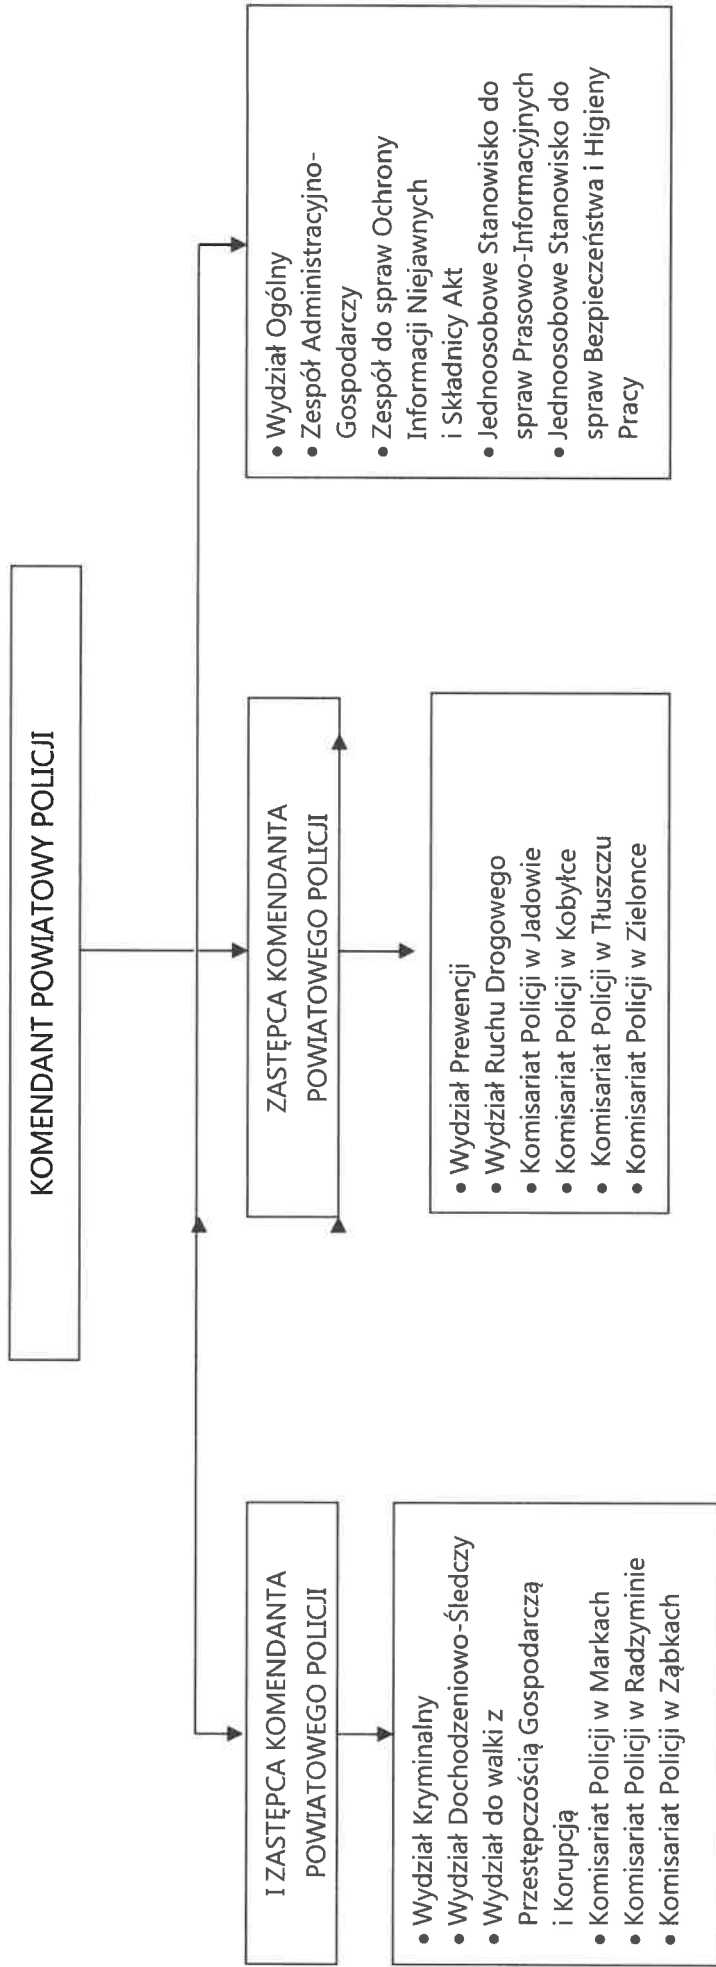 KOMENDANT POWIATOWY POLICJI
I ZASTĘPCA KOMENDANTA
POWIATOWEGO POLICJI
• Wydział Kryminalny
• Wydział Dochodzeniowo-Śledczy
• Wydział do walki z
Przestępczością Gospodarczą
i Korupcją
• Komisariat Policji w Markach
• Komisariat Policji w Radzyminie
• Komisariat Policji w Ząbkach
ZASTĘPCA KOMENDANTA
POWIATOWEGO POLICJI
• Wydział Prewencji
• Wydział Ruchu Drogowego
• Komisariat Policji w Jadowie
• Komisariat Policji w Kobyłce
• Komisariat Policji w Tłuszczu
• Komisariat Policji w Zielonce
• Wydział Ogólny
• Zespół Administracyjno-
Gospodarczy
• Zespół do spraw Ochrony
Informacji Niejawnych
i Składnicy Akt
• Jednoosobowe Stanowisko do
spraw Prasowo-Informacyjnych
• Jednoosobowe Stanowisko do
spraw Bezpieczeństwa i Higieny
Pracy